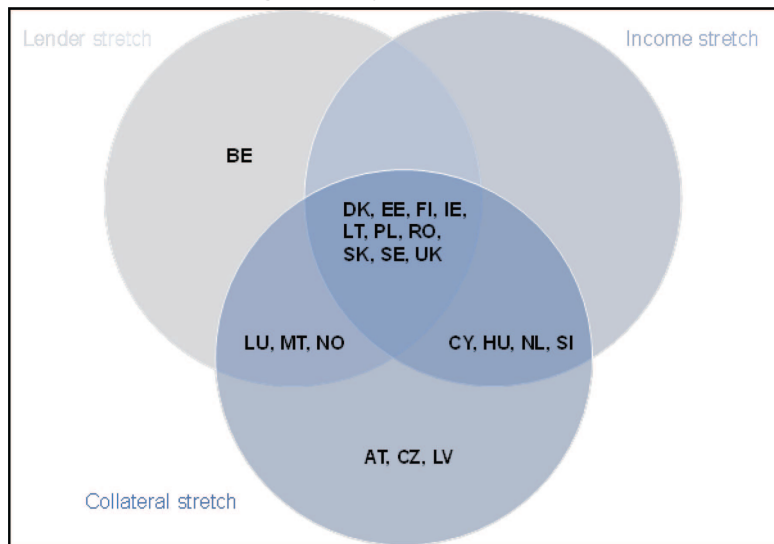 Lender stretch
Income stretch
BE
DK, EE, FI, IE,
LT, PL, RO,
SK, SE, UK
LU, MT, NO
CY, HU, NL, SI
AT, CZ, LV
Collateral stretch